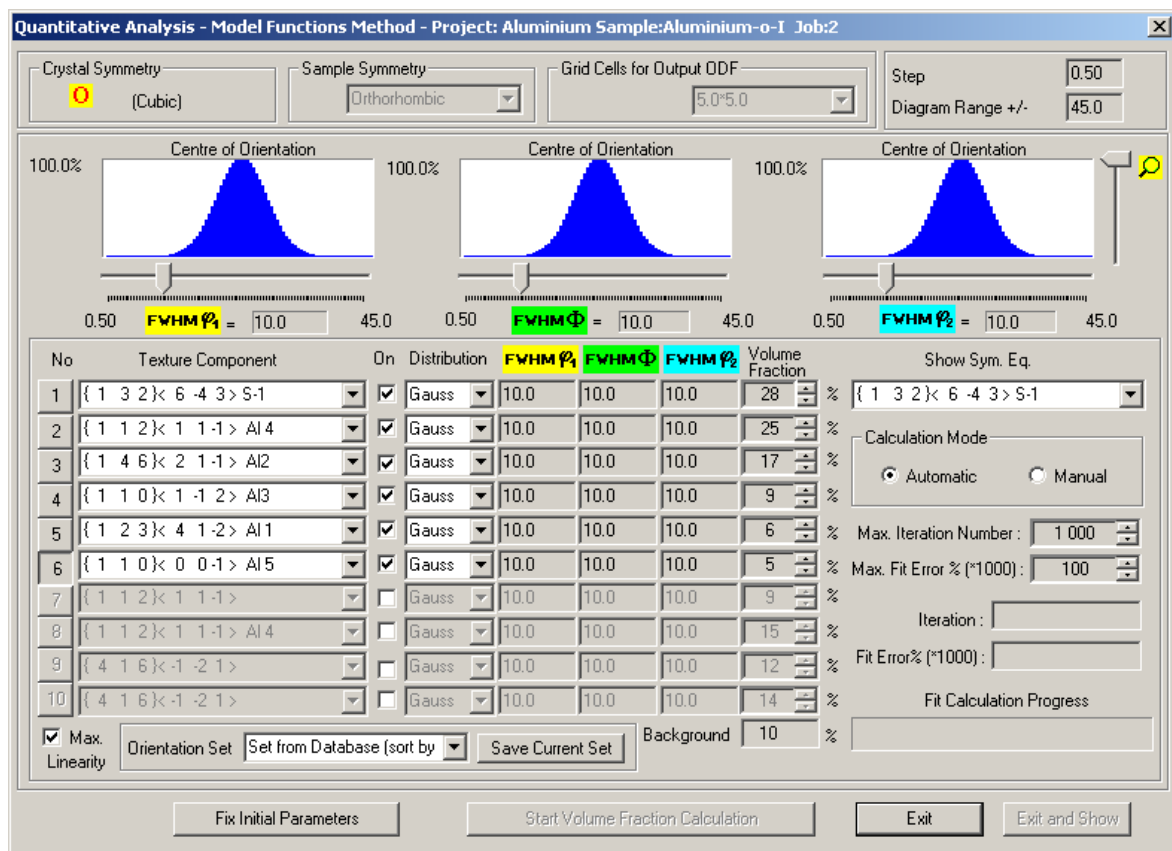 Quantitative Analysis - Model Functions Method - Project: Aluminium Sample:Aluminium-o-I Job:2
Crystal Symmetry
O (Cubic)
Sample Symmetry
Orthorhombic
Grid Cells for Output ODF
5.0*5.0
Step 0.50
Diagram Range +/- 45.0
Centre of Orientation Centre of Orientation Centre of Orientation
100.0% 100.0% 100.0%
0.50 FWHM φ1 = 10.0 45.0 0.50 FWHM Φ = 10.0 45.0 0.50 FWHM φ2 = 10.0 45.0
No Texture Component On Distribution FWHM φ1 FWHM Φ FWHM φ2 Volume Fraction Show Sym. Eq.
1 { 1 3 2}< 6 -4 3> S-1 Gauss 10.0 10.0 10.0 28 % { 1 3 2}< 6 -4 3> S-1
2 { 1 1 2}< 1 1 -1> Al 4 Gauss 10.0 10.0 10.0 25 %
3 { 1 4 6}< 2 1 -1> Al2 Gauss 10.0 10.0 10.0 17 %
4 { 1 1 0}< 1 -1 2> Al3 Gauss 10.0 10.0 10.0 9 %
5 { 1 2 3}< 4 1 -2> Al 1 Gauss 10.0 10.0 10.0 6 %
6 { 1 1 0}< 0 0 -1> Al 5 Gauss 10.0 10.0 10.0 5 %
7 { 1 1 2}< 1 1 -1> Gauss 10.0 10.0 10.0 9 %
8 { 1 1 2}< 1 1 -1> Al 4 Gauss 10.0 10.0 10.0 15 %
9 { 4 1 6}< -1 -2 1> Gauss 10.0 10.0 10.0 12 %
10 { 4 1 6}< -1 -2 1> Gauss 10.0 10.0 10.0 14 %
Calculation Mode
Automatic Manual
Max. Iteration Number : 1 000
Max. Fit Error % (*1000) : 100
Iteration :
Fit Error% (*1000) :
Fit Calculation Progress
Max. Linearity
Orientation Set Set from Database (sort by Save Current Set
Background 10 %
Fix Initial Parameters Start Volume Fraction Calculation Exit Exit and Show